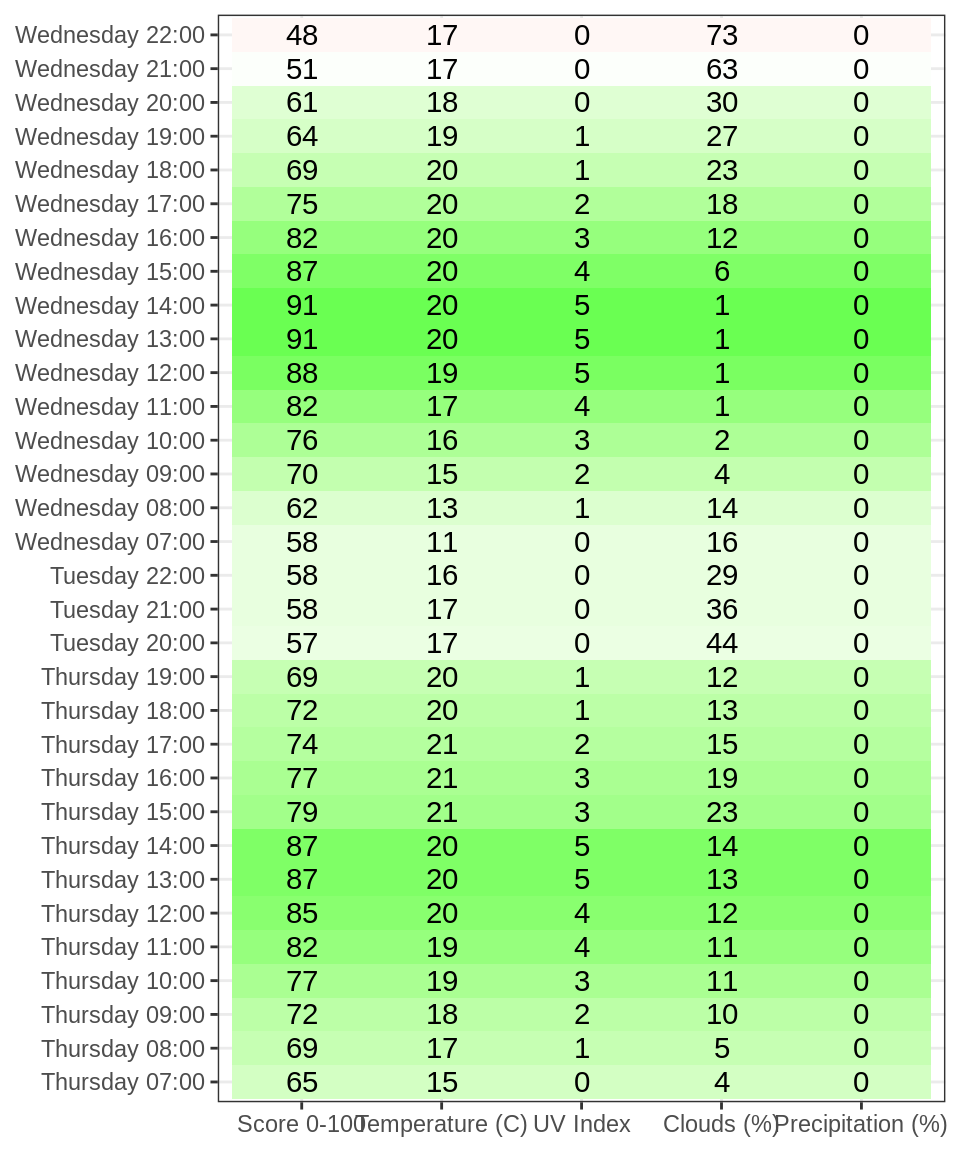 Wednesday 22:00 48 17 0 73 0
Wednesday 21:00 51 17 0 63 0
Wednesday 20:00 61 18 0 30 0
Wednesday 19:00 64 19 1 27 0
Wednesday 18:00 69 20 1 23 0
Wednesday 17:00 75 20 2 18 0
Wednesday 16:00 82 20 3 12 0
Wednesday 15:00 87 20 4 6 0
Wednesday 14:00 91 20 5 1 0
Wednesday 13:00 91 20 5 1 0
Wednesday 12:00 88 19 5 1 0
Wednesday 11:00 82 17 4 1 0
Wednesday 10:00 76 16 3 2 0
Wednesday 09:00 70 15 2 4 0
Wednesday 08:00 62 13 1 14 0
Wednesday 07:00 58 11 0 16 0
Tuesday 22:00 58 16 0 29 0
Tuesday 21:00 58 17 0 36 0
Tuesday 20:00 57 17 0 44 0
Thursday 19:00 69 20 1 12 0
Thursday 18:00 72 20 1 13 0
Thursday 17:00 74 21 2 15 0
Thursday 16:00 77 21 3 19 0
Thursday 15:00 79 21 3 23 0
Thursday 14:00 87 20 5 14 0
Thursday 13:00 87 20 5 13 0
Thursday 12:00 85 20 4 12 0
Thursday 11:00 82 19 4 11 0
Thursday 10:00 77 19 3 11 0
Thursday 09:00 72 18 2 10 0
Thursday 08:00 69 17 1 5 0
Thursday 07:00 65 15 0 4 0
Score 0-100 Temperature (C) UV Index Clouds (%) Precipitation (%)